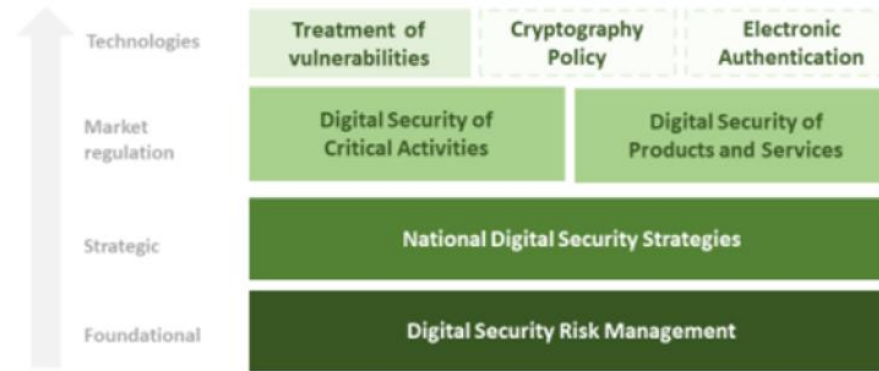 Technologies
Treatment of
vulnerabilities
Cryptography
Policy
Electronic
Authentication
Market
regulation
Digital Security of
Critical Activities
Digital Security of
Products and Services
Strategic
National Digital Security Strategies
Foundational
Digital Security Risk Management